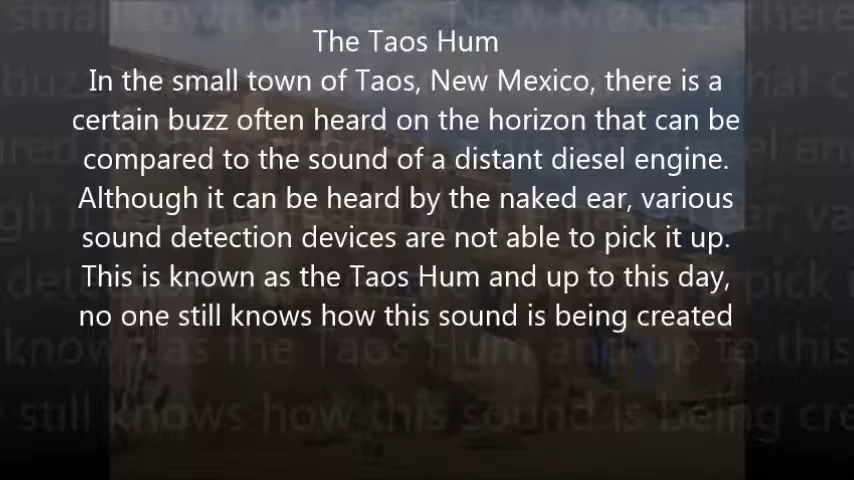 The Taos Hum
In the small town of Taos, New Mexico, there is a
certain buzz often heard on the horizon that can be
compared to the sound of a distant diesel engine.
Although it can be heard by the naked ear, various
sound detection devices are not able to pick it up.
This is known as the Taos Hum and up to this day,
no one still knows how this sound is being created